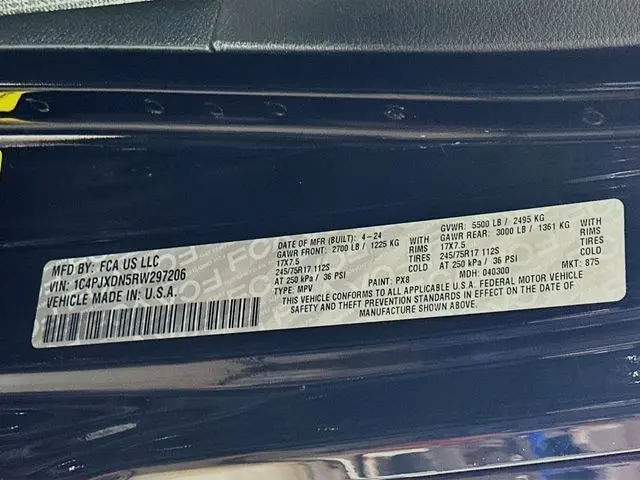 MFD BY: FCA US LLC
VIN: 1C4PJXDN5RW297206
VEHICLE MADE IN: U.S.A.
DATE OF MFR (BUILT): 4-24
GAWR FRONT: 2700 LB / 1225 KG
17X7.5
245/75R17 112S
AT 250 kPa / 36 PSI
TYPE: MPV
PAINT: PX8
WITH
RIMS
TIRES
COLD
GVWR: 5500 LB / 2495 KG
GAWR REAR: 3000 LB / 1361 KG
17X7.5
245/75R17 112S
AT 250 kPa / 36 PSI
MDH: 040300
WITH
RIMS
TIRES
COLD
MKT: 875
THIS VEHICLE CONFORMS TO ALL APPLICABLE U.S.A. FEDERAL MOTOR VEHICLE
SAFETY AND THEFT PREVENTION STANDARDS IN EFFECT ON THE DATE OF
MANUFACTURE SHOWN ABOVE.